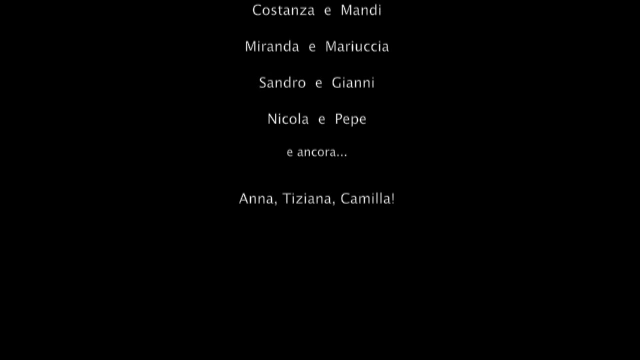 Costanza e Mandi
Miranda e Mariuccia
Sandro e Gianni
Nicola e Pepe
e ancora...
Anna, Tiziana, Camilla!